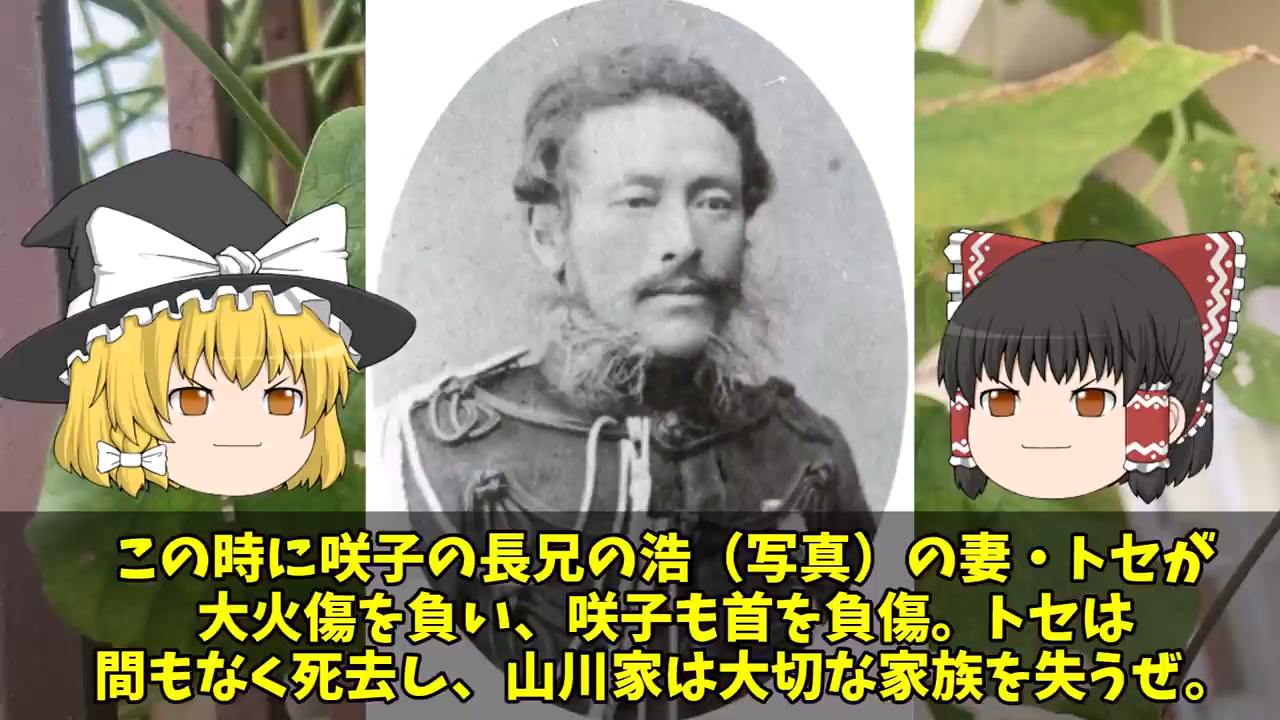 この時に咲子の長兄の浩（写真）の妻・トセが
大火傷を負い、咲子も首を負傷。トセは
間もなく死去し、山川家は大切な家族を失うぜ。